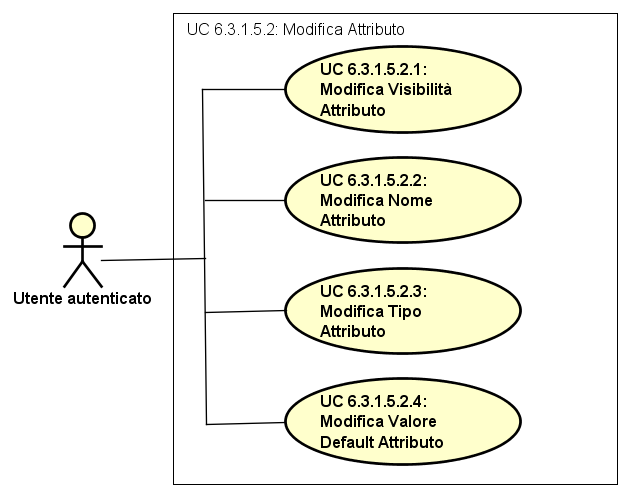 UC 6.3.1.5.2: Modifica Attributo
UC 6.3.1.5.2.1:
Modifica Visibilità
Attributo
UC 6.3.1.5.2.2:
Modifica Nome
Attributo
Utente autenticato
UC 6.3.1.5.2.3:
Modifica Tipo
Attributo
UC 6.3.1.5.2.4:
Modifica Valore
Default Attributo